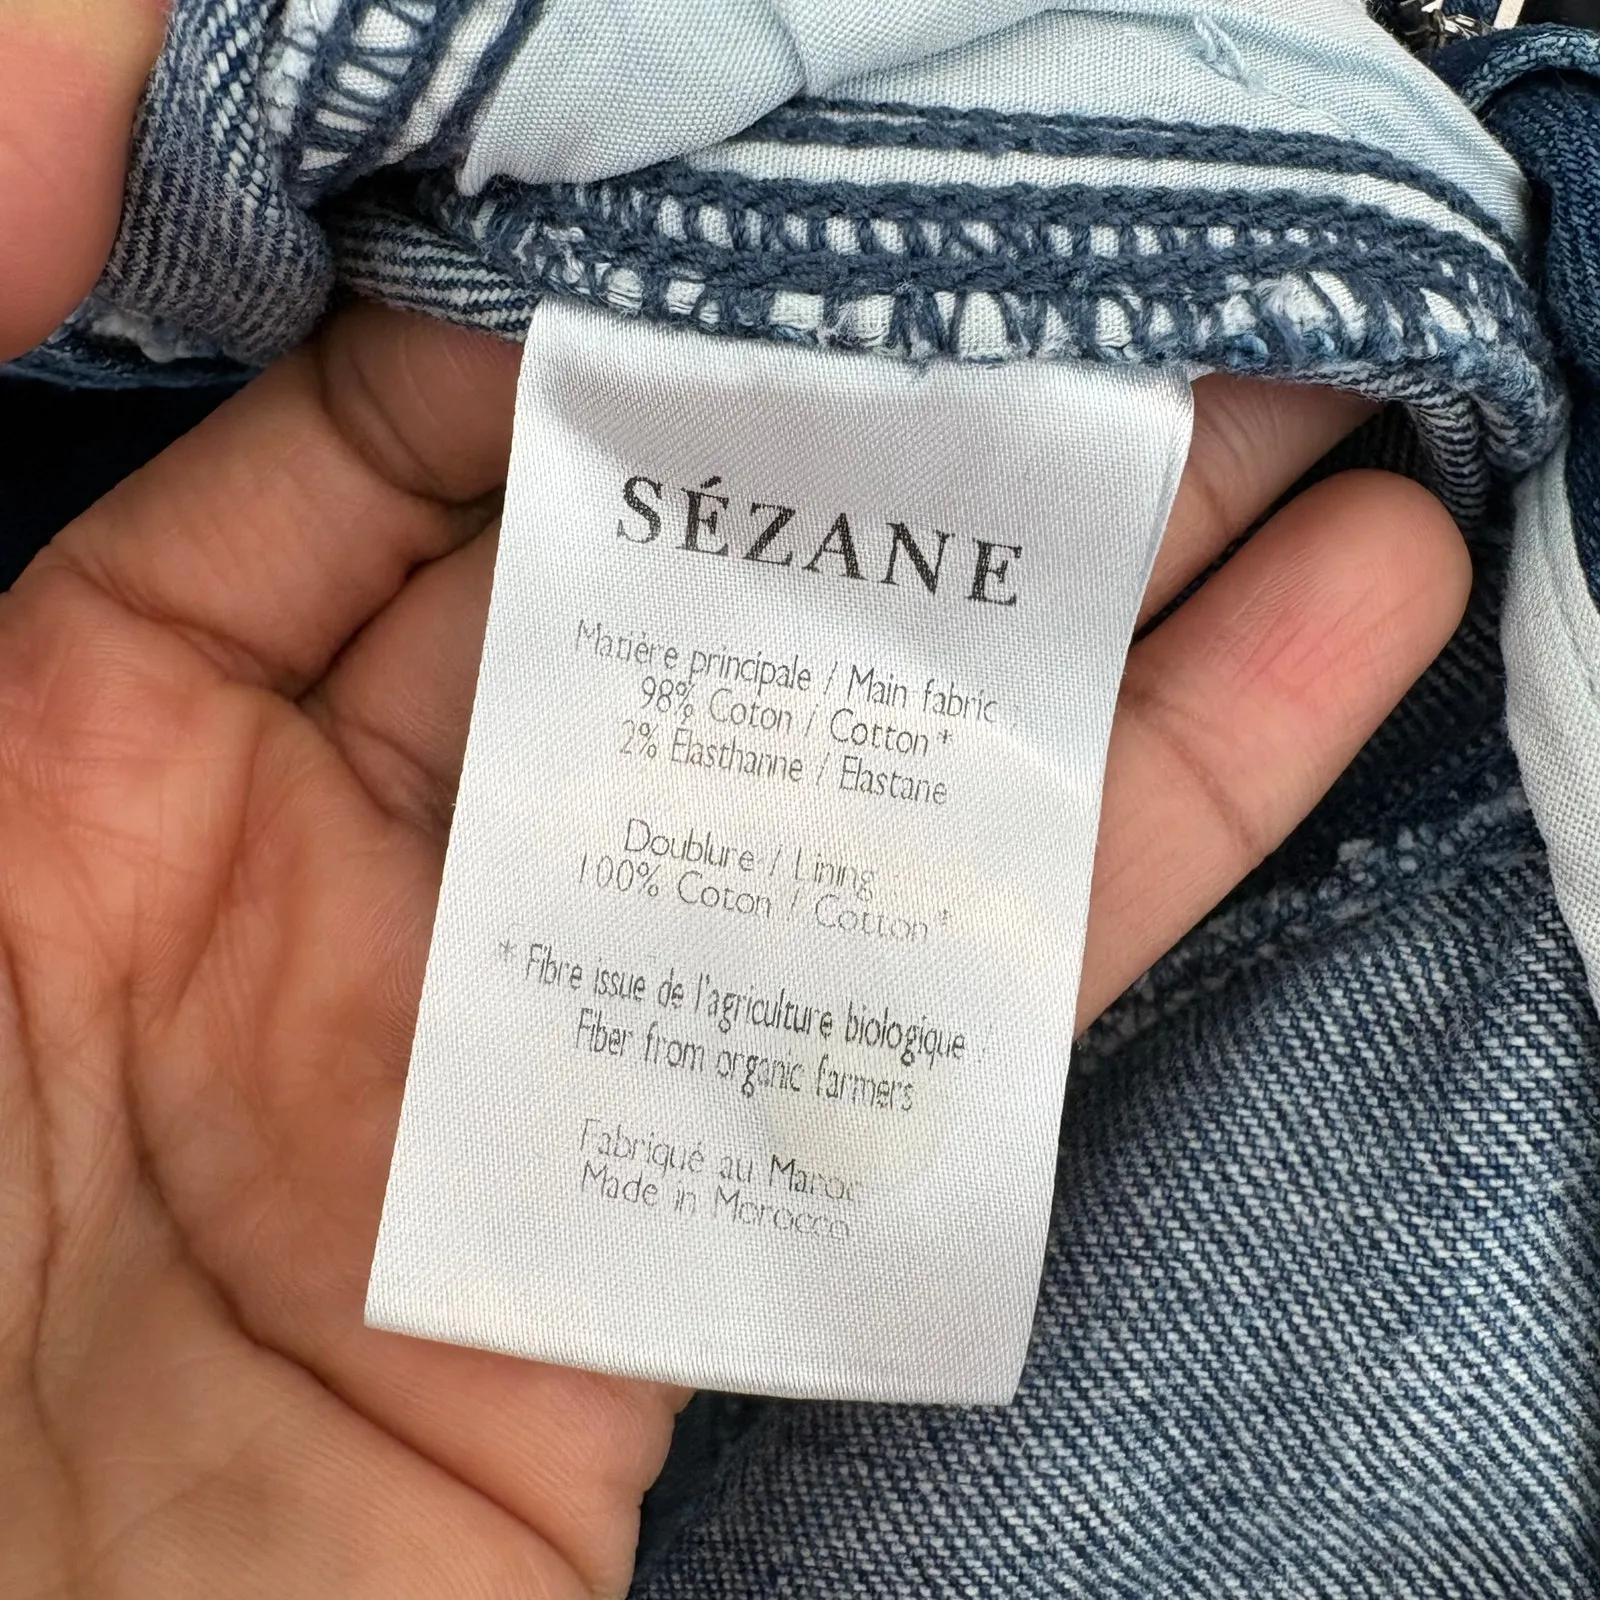 SÉZANE
Matière principale / Main fabric :
98% Coton / Cotton *
2% Élasthanne / Elastane
Doublure / Lining :
100% Coton / Cotton *
* Fibre issue de l'agriculture biologique /
Fiber from organic farmers
Fabriqué au Maroc
Made in Morocco